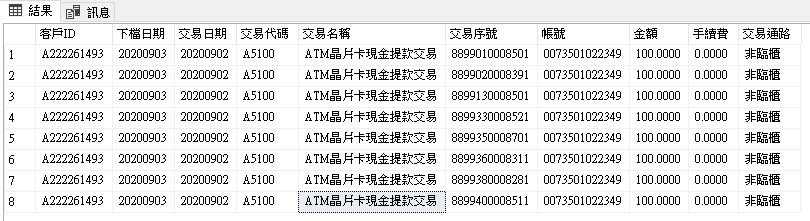 結果 訊息
客戶ID 下檔日期 交易日期 交易代碼 交易名稱 交易序號 帳號 金額 手續費 交易通路
1 A222261493 20200903 20200902 A5100 ATM晶片卡現金提款交易 8899010008501 0073501022349 100.0000 0.0000 非臨櫃
2 A222261493 20200903 20200902 A5100 ATM晶片卡現金提款交易 8899020008391 0073501022349 100.0000 0.0000 非臨櫃
3 A222261493 20200903 20200902 A5100 ATM晶片卡現金提款交易 8899130008501 0073501022349 100.0000 0.0000 非臨櫃
4 A222261493 20200903 20200902 A5100 ATM晶片卡現金提款交易 8899330008521 0073501022349 100.0000 0.0000 非臨櫃
5 A222261493 20200903 20200902 A5100 ATM晶片卡現金提款交易 8899350008701 0073501022349 100.0000 0.0000 非臨櫃
6 A222261493 20200903 20200902 A5100 ATM晶片卡現金提款交易 8899360008311 0073501022349 100.0000 0.0000 非臨櫃
7 A222261493 20200903 20200902 A5100 ATM晶片卡現金提款交易 8899380008281 0073501022349 100.0000 0.0000 非臨櫃
8 A222261493 20200903 20200902 A5100 ATM晶片卡現金提款交易 8899400008511 0073501022349 100.0000 0.0000 非臨櫃